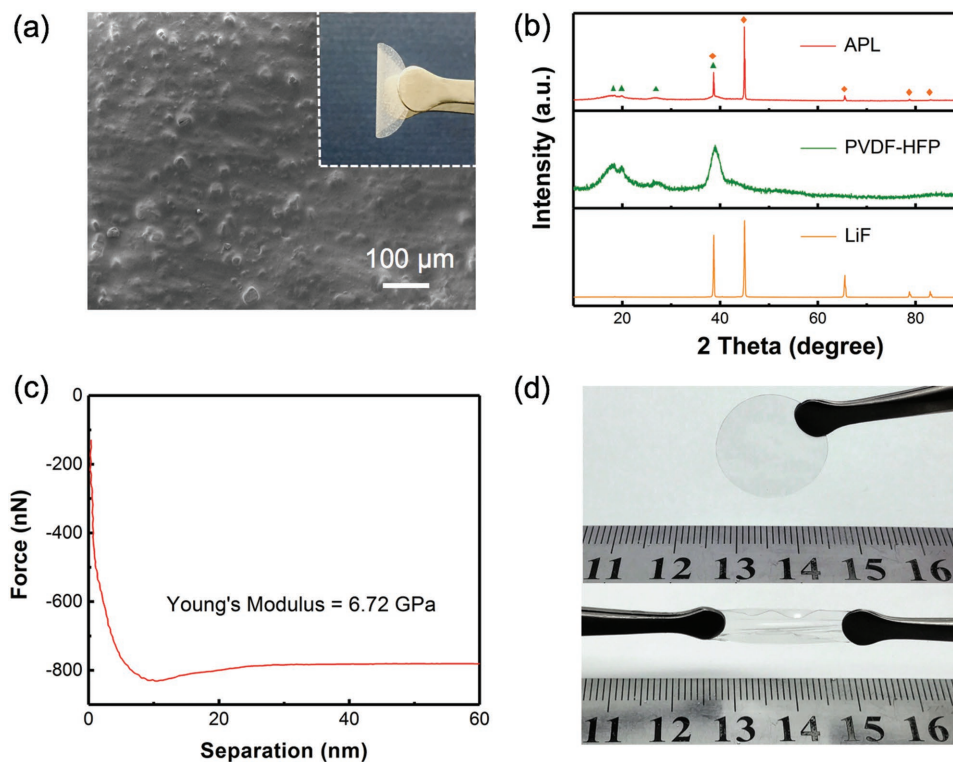 (a)
100 μm
(b)
Intensity (a.u.)
APL
PVDF-HFP
LiF
20 40 60 80
2 Theta (degree)
(c)
Force (nN)
0
-200
-400
-600
-800
Young's Modulus = 6.72 GPa
0 20 40 60
Separation (nm)
(d)
11 12 13 14 15 16
11 12 13 14 15 16